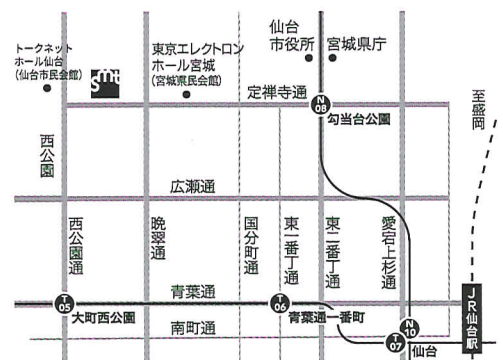 仙台
市役所
宮城県庁
トークネット
ホール仙台
(仙台市民会館)
smt
東京エレクトロン
ホール宮城
(宮城県民会館)
定禅寺通
N
08
勾当台公園
至盛岡
西公園
広瀬通
西公園通
晩翠通
国分町通
東一番丁通
東二番丁通
愛宕上杉通
青葉通
T
05
大町西公園
T
06
青葉通一番町
南町通
N
10
T
07
仙台
JR仙台駅